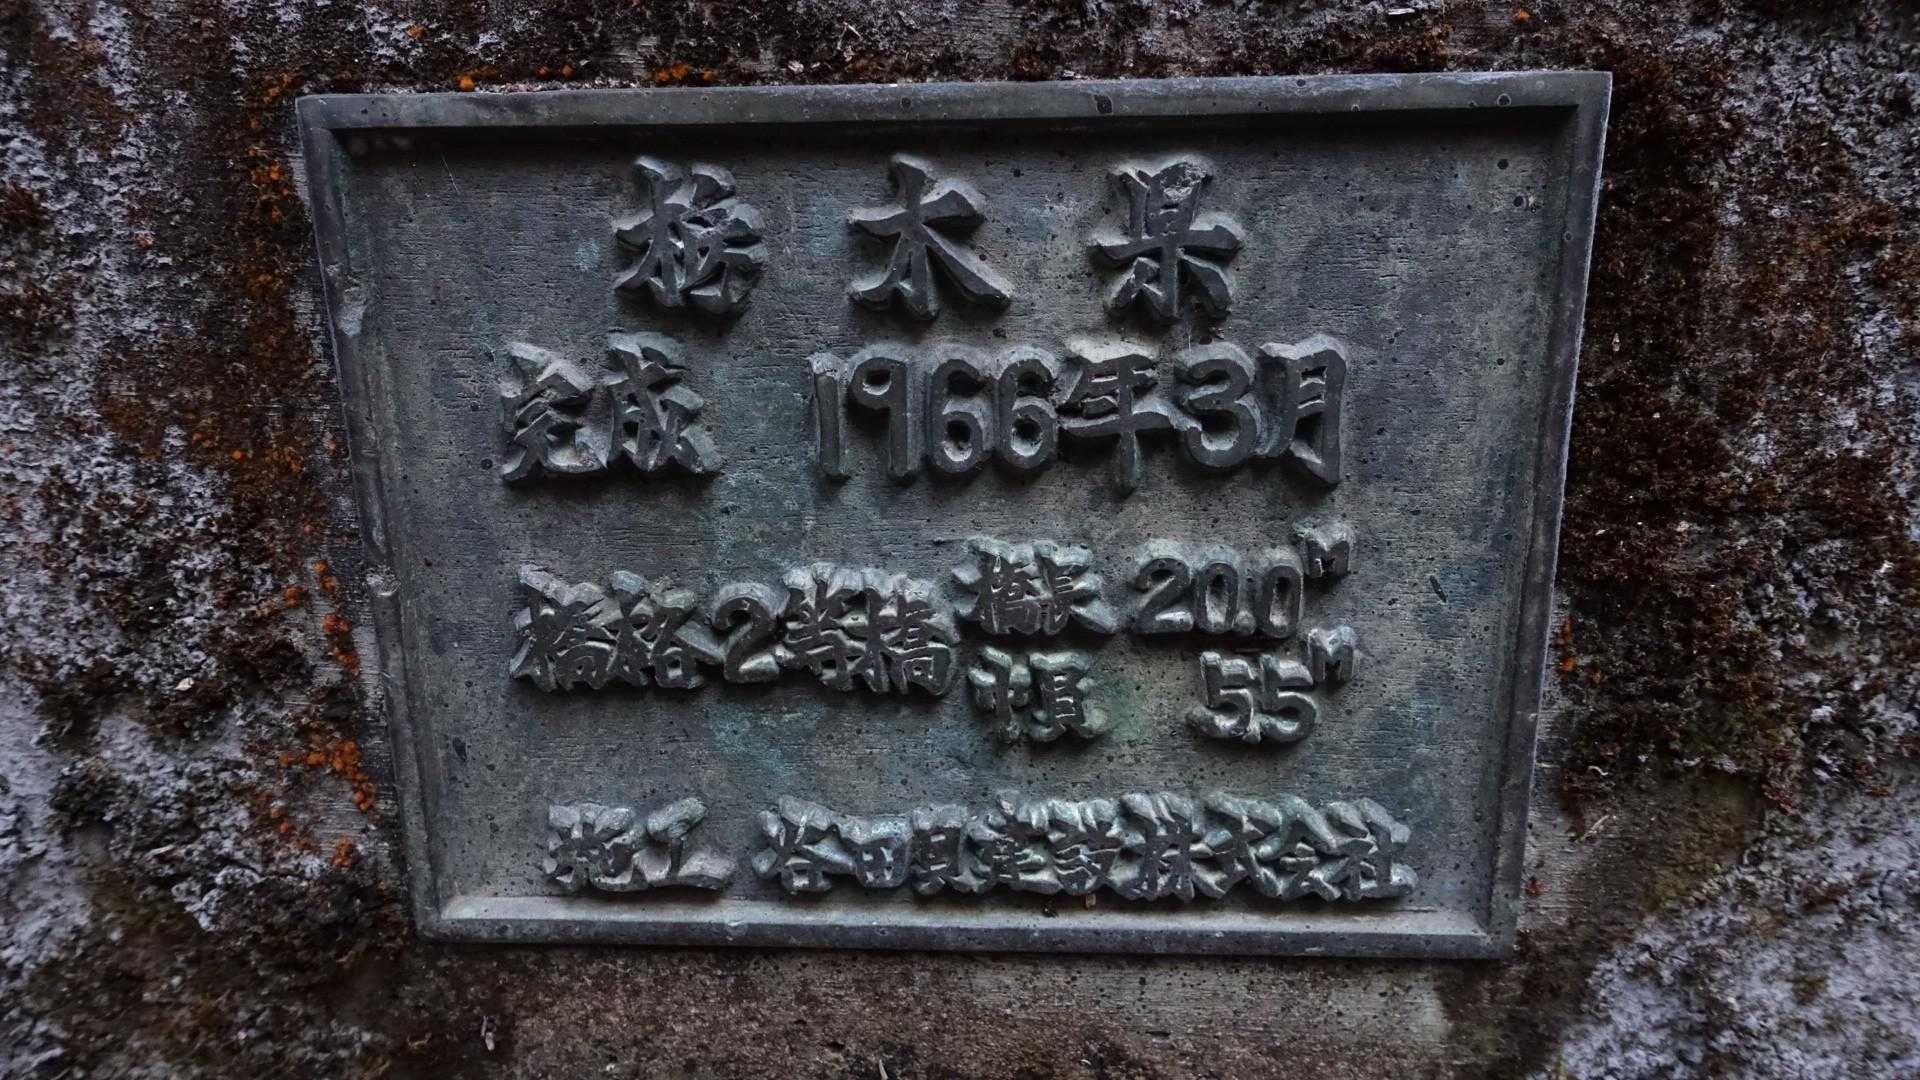 栃木県
完成 1966年3月
橋格2等橋 橋長 20.0M
巾員 5.5M
施工 谷田貝建設株式会社